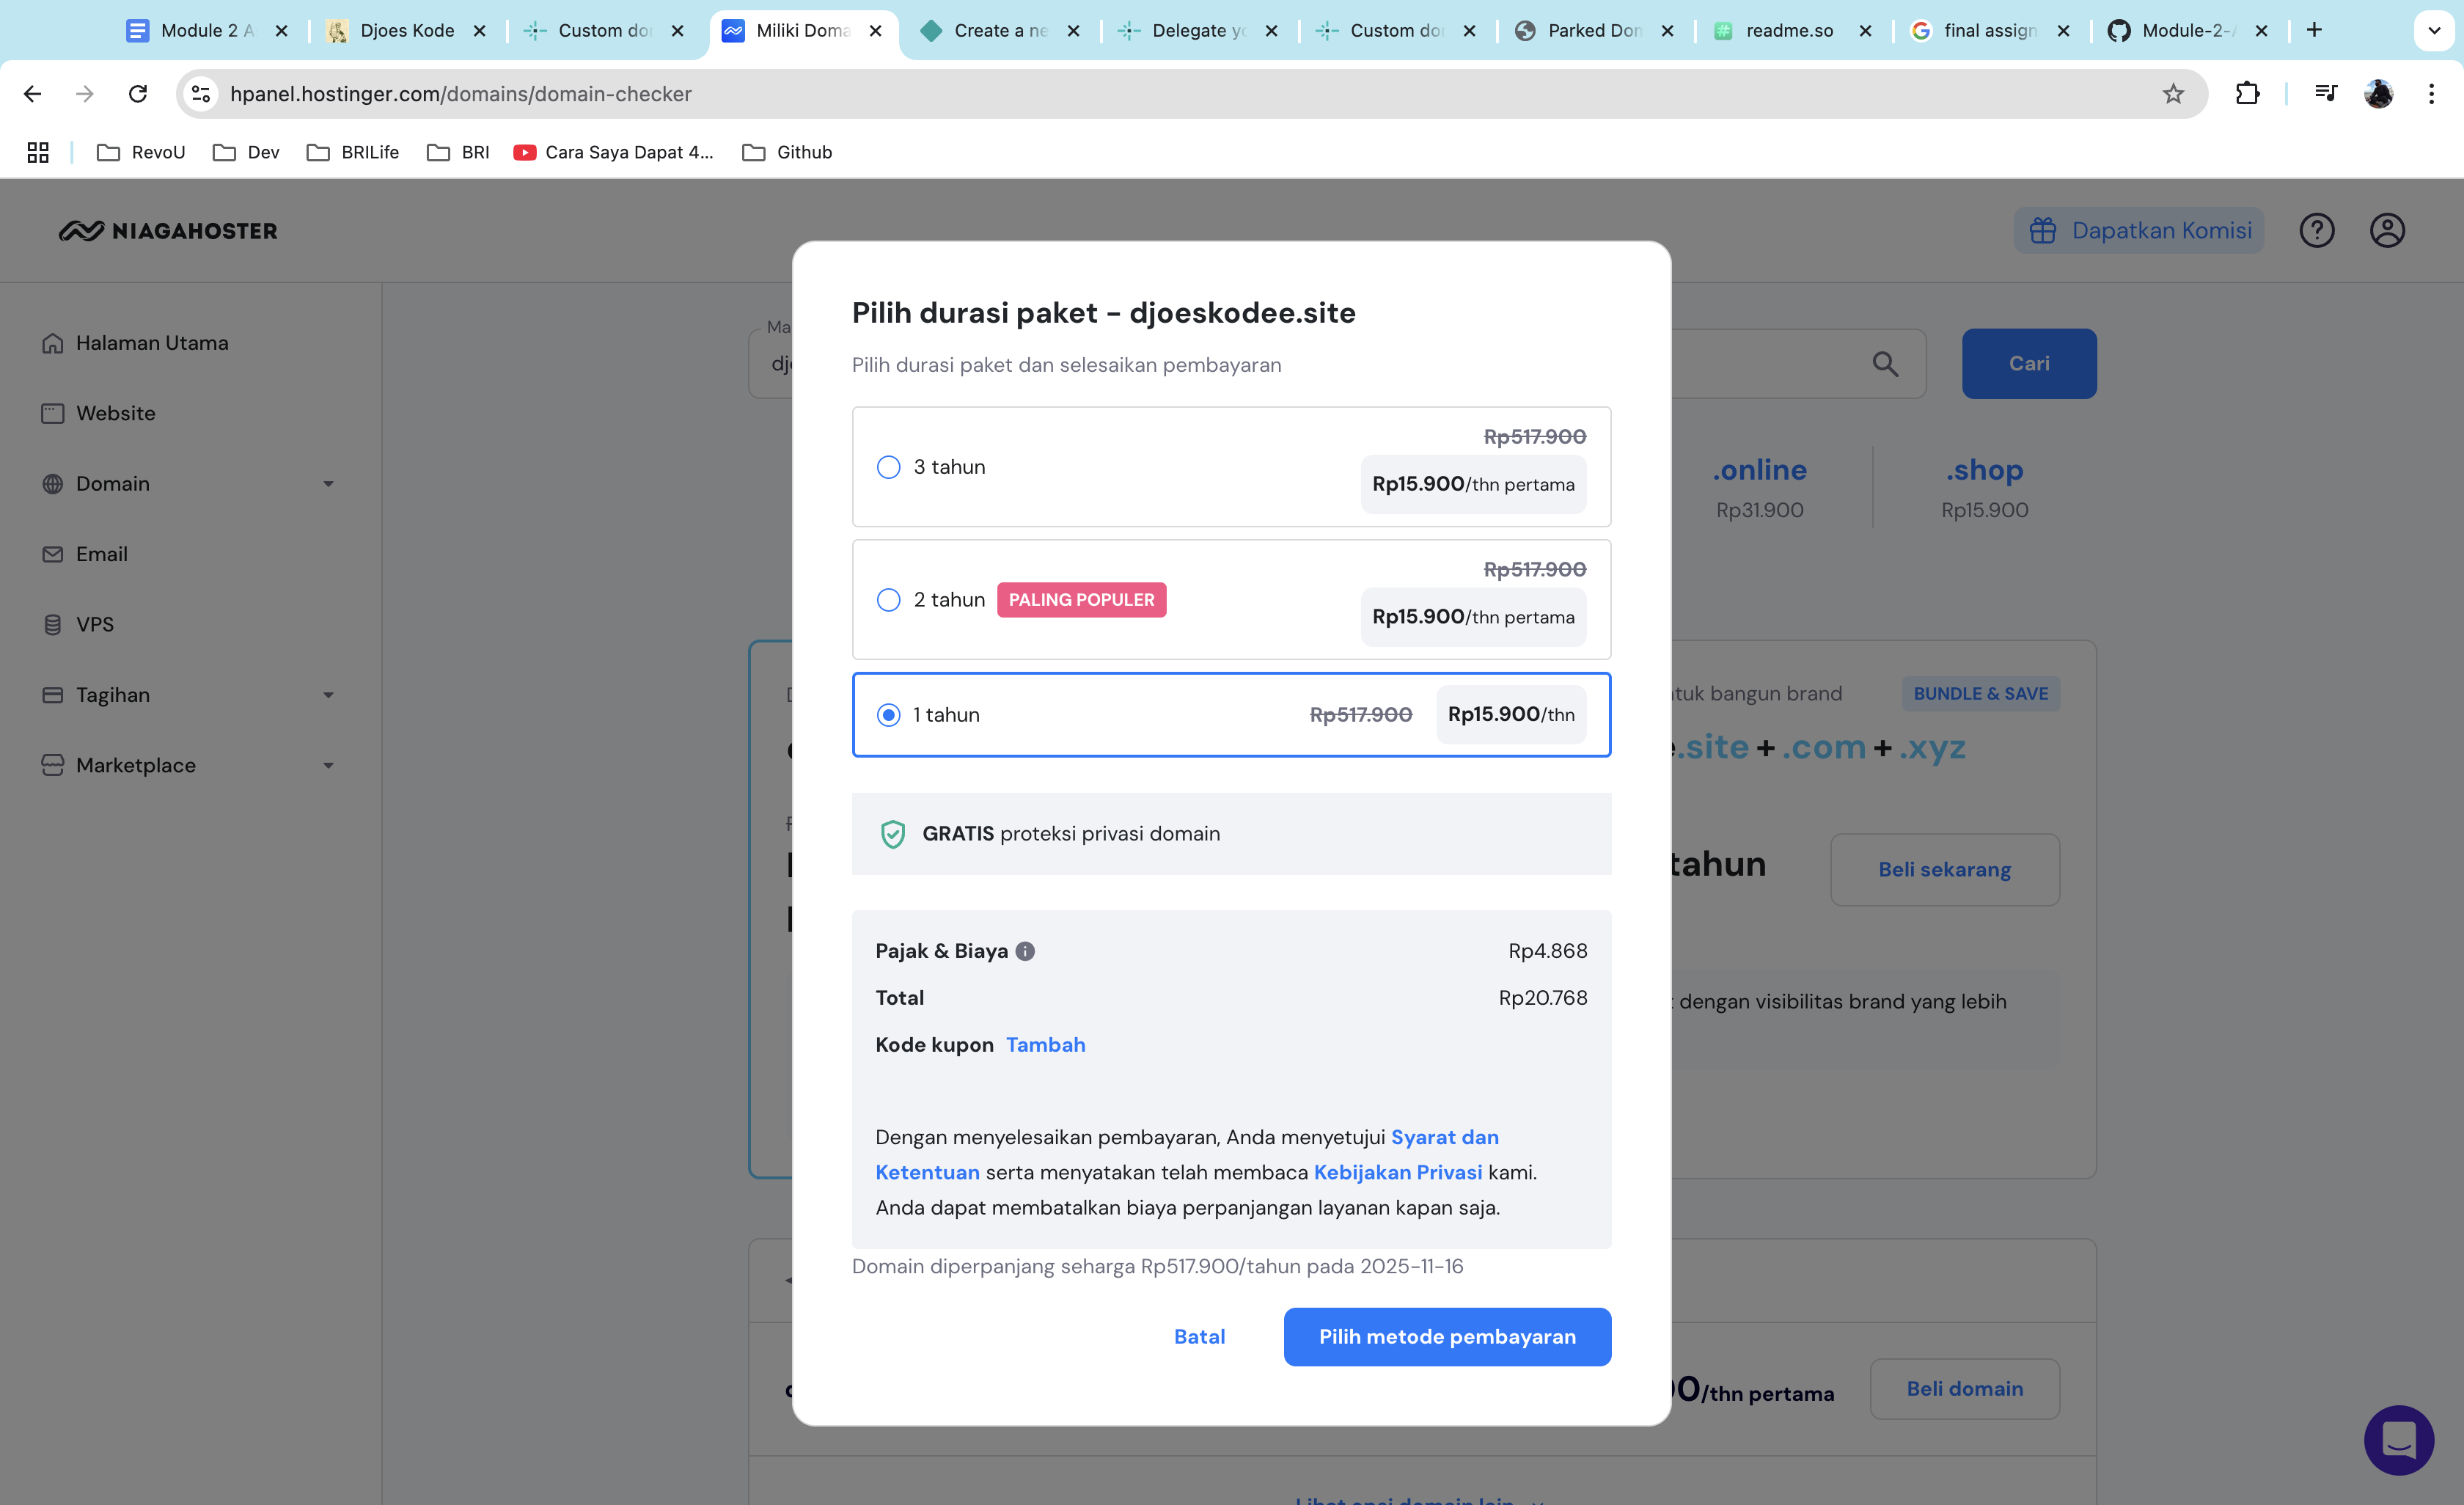 Module 2 A
Djoes Kode
Custom do
Miliki Doma
Create a ne
Delegate yo
Custom do
Parked Dom
readme.so
final assign
Module-2-
hpanel.hostinger.com/domains/domain-checker
RevoU
Dev
BRILife
BRI
Cara Saya Dapat 4...
Github
NIAGAHOSTER
Dapatkan Komisi
Halaman Utama
Website
Domain
Email
VPS
Tagihan
Marketplace
Cari
.online
Rp31.900
.shop
Rp15.900
Pilih durasi paket – djoeskodee.site
Pilih durasi paket dan selesaikan pembayaran
Rp517.900
3 tahun
Rp15.900/thn pertama
Rp517.900
2 tahun PALING POPULER
Rp15.900/thn pertama
1 tahun Rp517.900 Rp15.900/thn
GRATIS proteksi privasi domain
Pajak & Biaya Rp4.868
Total Rp20.768
Kode kupon Tambah
Dengan menyelesaikan pembayaran, Anda menyetujui Syarat dan
Ketentuan serta menyatakan telah membaca Kebijakan Privasi kami.
Anda dapat membatalkan biaya perpanjangan layanan kapan saja.
Domain diperpanjang seharga Rp517.900/tahun pada 2025-11-16
Batal
Pilih metode pembayaran
bangun brand
BUNDLE & SAVE
.site + .com + .xyz
tahun
Beli sekarang
dengan visibilitas brand yang lebih
/thn pertama
Beli domain